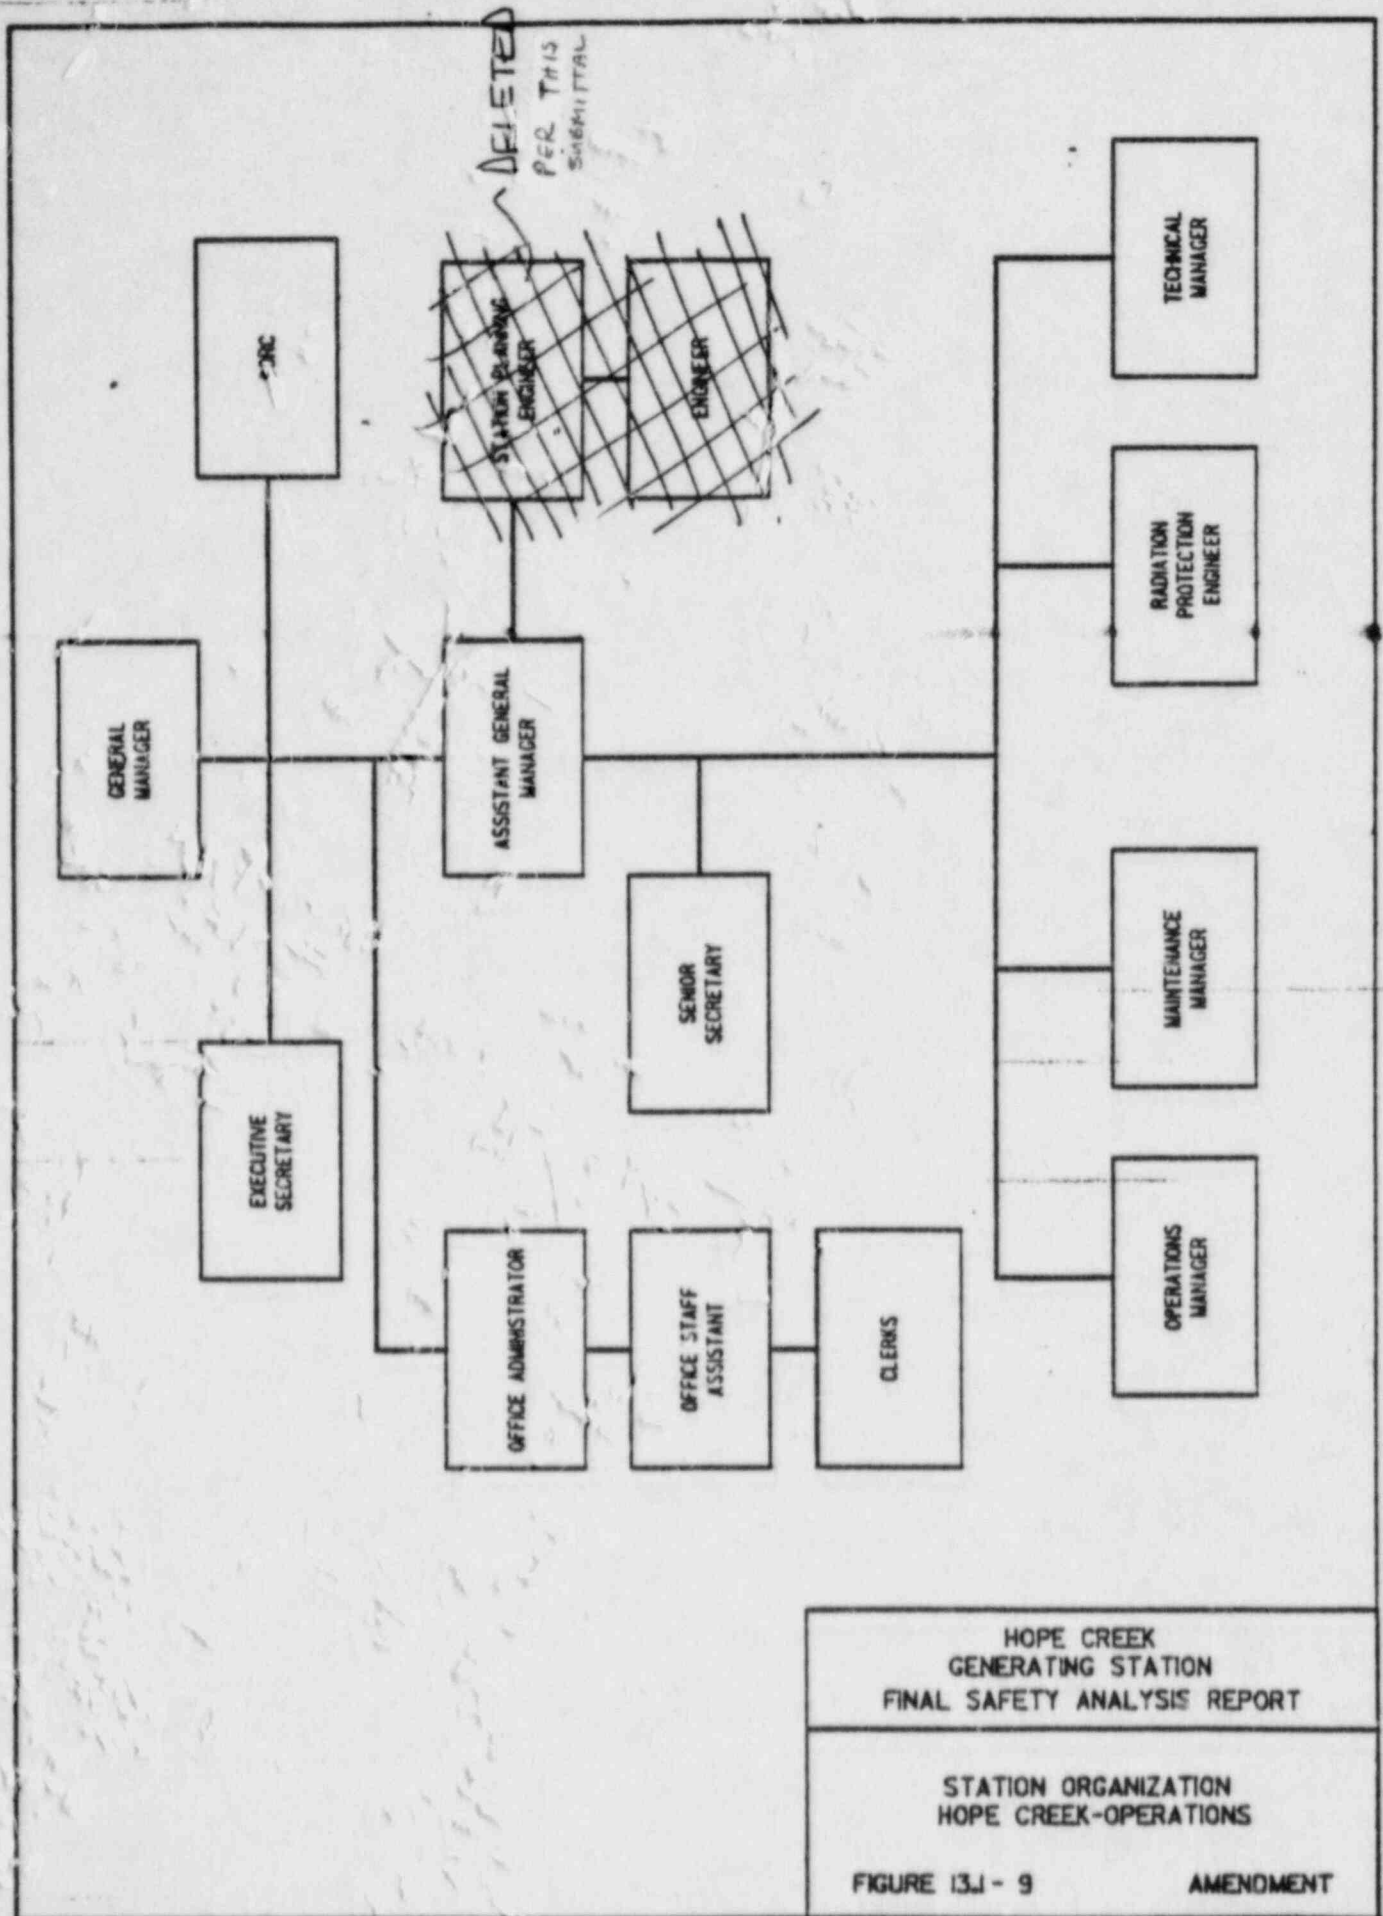 GENERAL
MANAGER
EXECUTIVE
SECRETARY
OFFICE ADMINISTRATOR
ASSISTANT GENERAL
MANAGER
STATION PLANNING
ENGINEER
DELETED
PER THIS
SUBMITTAL
OFFICE STAFF
ASSISTANT
SENIOR
SECRETARY
ENGINEER
CLERKS
OPERATIONS
MANAGER
MAINTENANCE
MANAGER
RADIATION
PROTECTION
ENGINEER
TECHNICAL
MANAGER
HOPE CREEK
GENERATING STATION
FINAL SAFETY ANALYSIS REPORT
STATION ORGANIZATION
HOPE CREEK-OPERATIONS
FIGURE 13.1 - 9 AMENDMENT